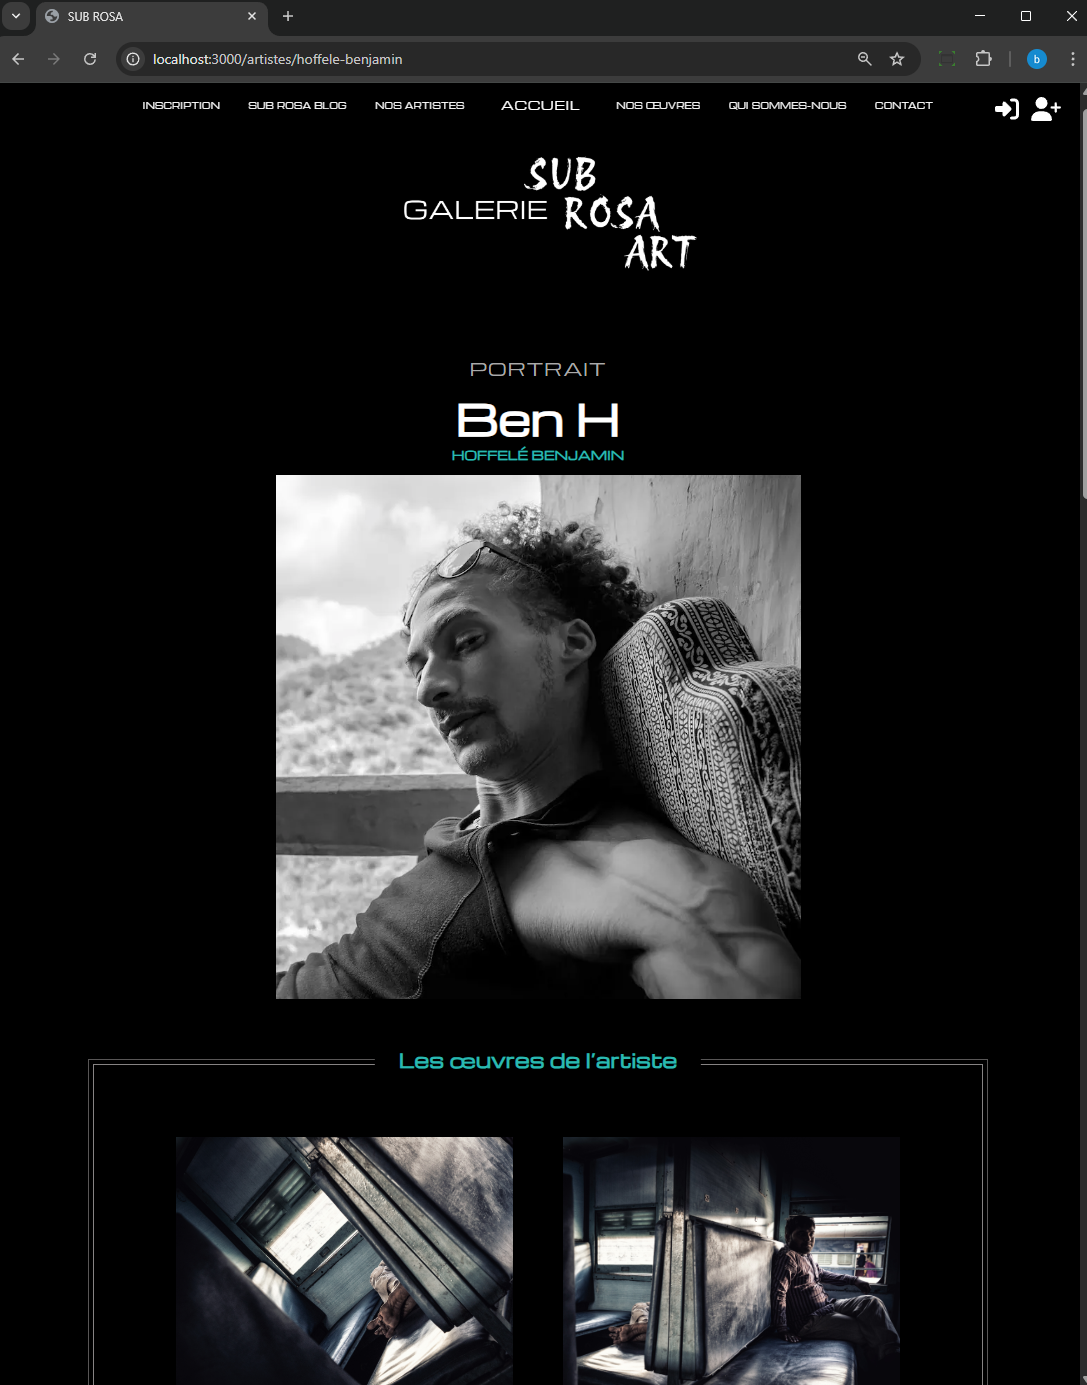 SUB ROSA
localhost:3000/artistes/hoffele-benjamin
b
INSCRIPTION SUB ROSA BLOG NOS ARTISTES ACCUEIL NOS ŒUVRES QUI SOMMES-NOUS CONTACT
SUB
GALERIE ROSA
ART
PORTRAIT
Ben H
HOFFELÉ BENJAMIN
Les œuvres de l'artiste